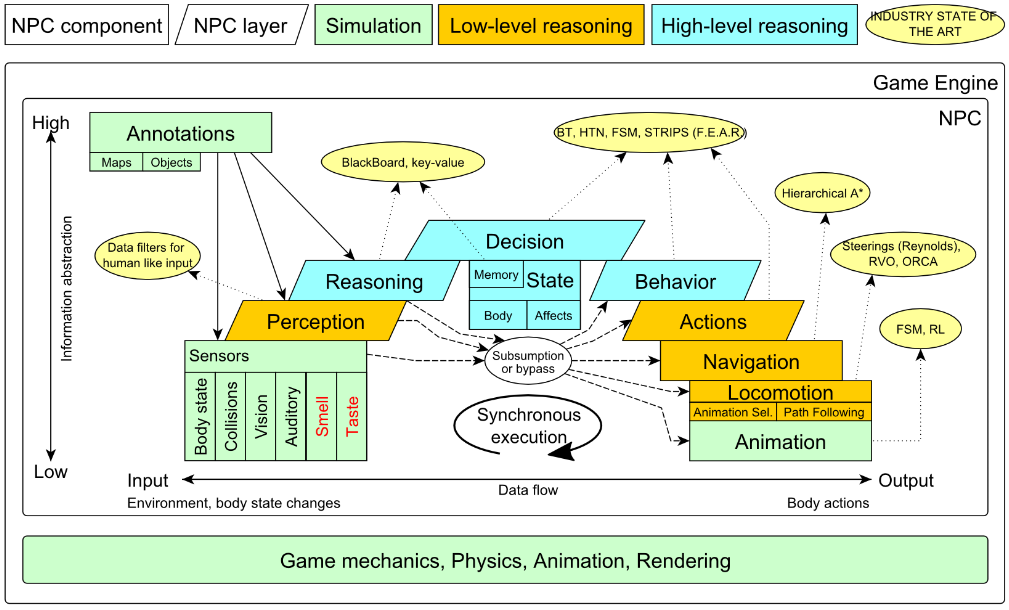 NPC component
NPC layer
Simulation
Low-level reasoning
High-level reasoning
INDUSTRY STATE OF
THE ART
Game Engine
NPC
High
Annotations
Maps
Objects
BlackBoard, key-value
BT, HTN, FSM, STRIPS (F.E.A.R)
Hierarchical A*
Information abstraction
Data filters for
human like input
Decision
Steerings (Reynolds),
RVO, ORCA
Reasoning
Memory
State
Behavior
Body
Affects
Perception
Actions
FSM, RL
Sensors
Subsumption
or bypass
Navigation
Body state
Collisions
Vision
Auditory
Smell
Taste
Locomotion
Animation Sel.
Path Following
Synchronous
execution
Animation
Low
Input
Data flow
Output
Environment, body state changes
Body actions
Game mechanics, Physics, Animation, Rendering